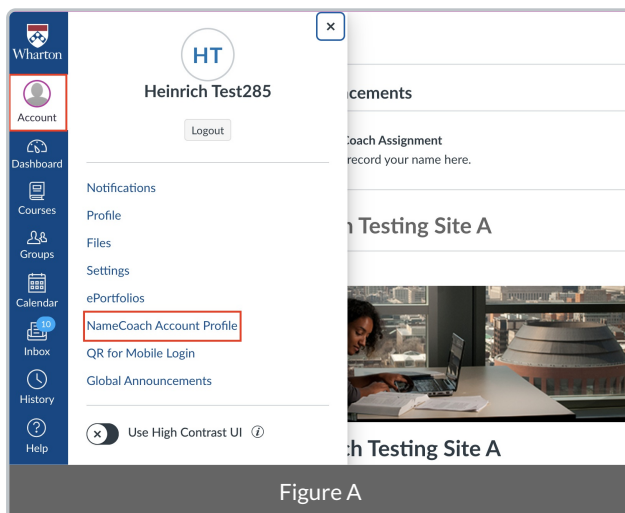 Wharton
Account
Dashboard
Courses
Groups
Calendar
10
Inbox
History
Help
×
HT
Heinrich Test285
Logout
Notifications
Profile
Files
Settings
ePortfolios
NameCoach Account Profile
QR for Mobile Login
Global Announcements
Use High Contrast UI i
cements
Coach Assignment
record your name here.
h Testing Site A
ch Testing Site A
Figure A